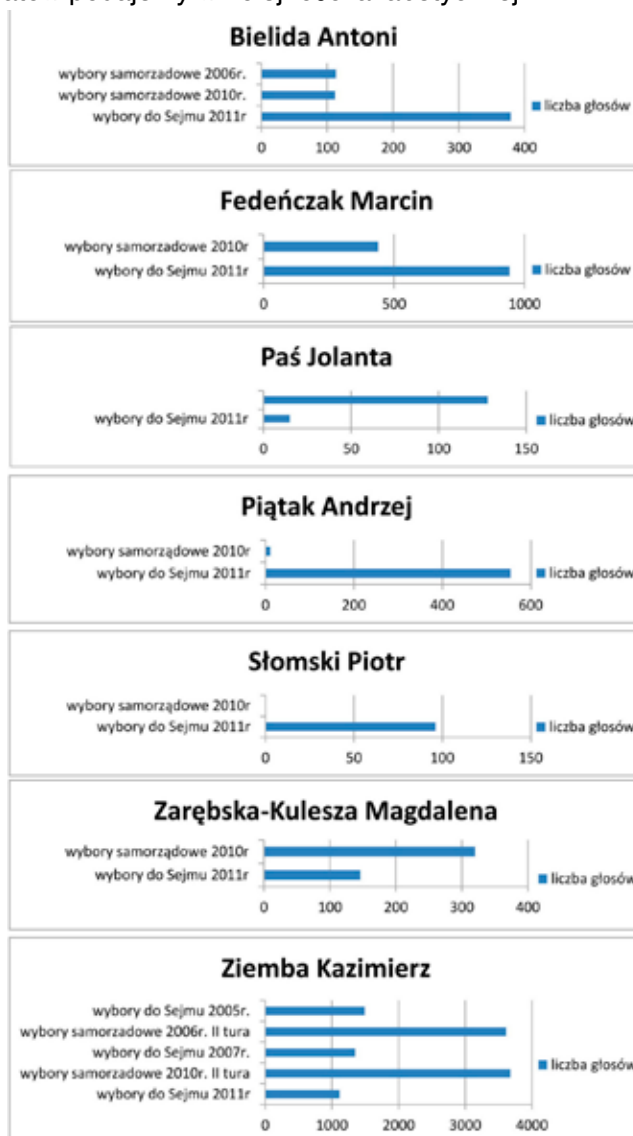 Bielida Antoni
wybory samorzadowe 2006r.
wybory samorzadowe 2010r.
wybory do Sejmu 2011r
liczba głosów
0 100 200 300 400
Fedeńczak Marcin
wybory samorzadowe 2010r
wybory do Sejmu 2011r
liczba głosów
0 500 1000
Paś Jolanta
wybory do Sejmu 2011r
liczba głosów
0 50 100 150
Piątak Andrzej
wybory samorządowe 2010r
wybory do Sejmu 2011r
liczba głosów
0 200 400 600
Słomski Piotr
wybory samorządowe 2010r
wybory do Sejmu 2011r
liczba głosów
0 50 100 150
Zarębska-Kulesza Magdalena
wybory samorządowe 2010r
wybory do Sejmu 2011r
liczba głosów
0 100 200 300 400
Ziemba Kazimierz
wybory do Sejmu 2005r.
wybory samorzadowe 2006r. II tura
wybory do Sejmu 2007r.
wybory samorzadowe 2010r. II tura
wybory do Sejmu 2011r
liczba głosów
0 1000 2000 3000 4000